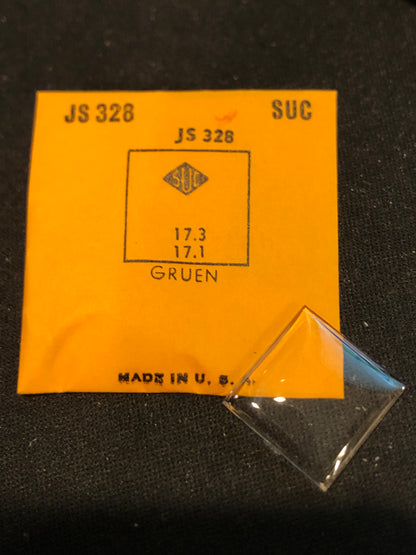 JS 328 SUC
JS 328
SUC
17.3
17.1
GRUEN
MADE IN U. S. A.